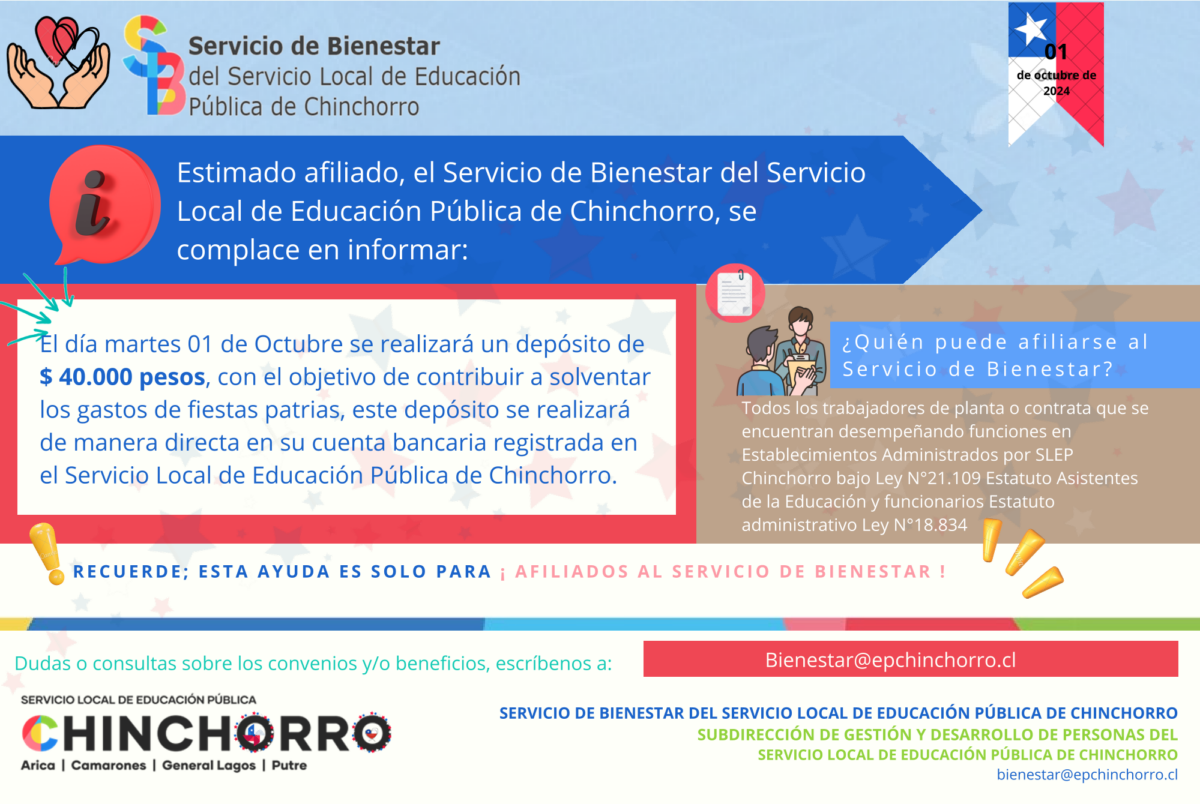 Servicio de Bienestar
del Servicio Local de Educación
Pública de Chinchorro
01
de octubre de
2024
Estimado afiliado, el Servicio de Bienestar del Servicio
Local de Educación Pública de Chinchorro, se
complace en informar:
El día martes 01 de Octubre se realizará un depósito de
$ 40.000 pesos, con el objetivo de contribuir a solventar
los gastos de fiestas patrias, este depósito se realizará
de manera directa en su cuenta bancaria registrada en
el Servicio Local de Educación Pública de Chinchorro.
¿Quién puede afiliarse al
Servicio de Bienestar?
Todos los trabajadores de planta o contrata que se
encuentran desempeñando funciones en
Establecimientos Administrados por SLEP
Chinchorro bajo Ley N°21.109 Estatuto Asistentes
de la Educación y funcionarios Estatuto
administrativo Ley N°18.834
RECUERDE; ESTA AYUDA ES SOLO PARA ¡ AFILIADOS AL SERVICIO DE BIENESTAR !
Dudas o consultas sobre los convenios y/o beneficios, escríbenos a:
Bienestar@epchinchorro.cl
SERVICIO LOCAL DE EDUCACIÓN PÚBLICA
CHINCHORRO
Arica | Camarones | General Lagos | Putre
SERVICIO DE BIENESTAR DEL SERVICIO LOCAL DE EDUCACIÓN PÚBLICA DE CHINCHORRO
SUBDIRECCIÓN DE GESTIÓN Y DESARROLLO DE PERSONAS DEL
SERVICIO LOCAL DE EDUCACIÓN PÚBLICA DE CHINCHORRO
bienestar@epchinchorro.cl